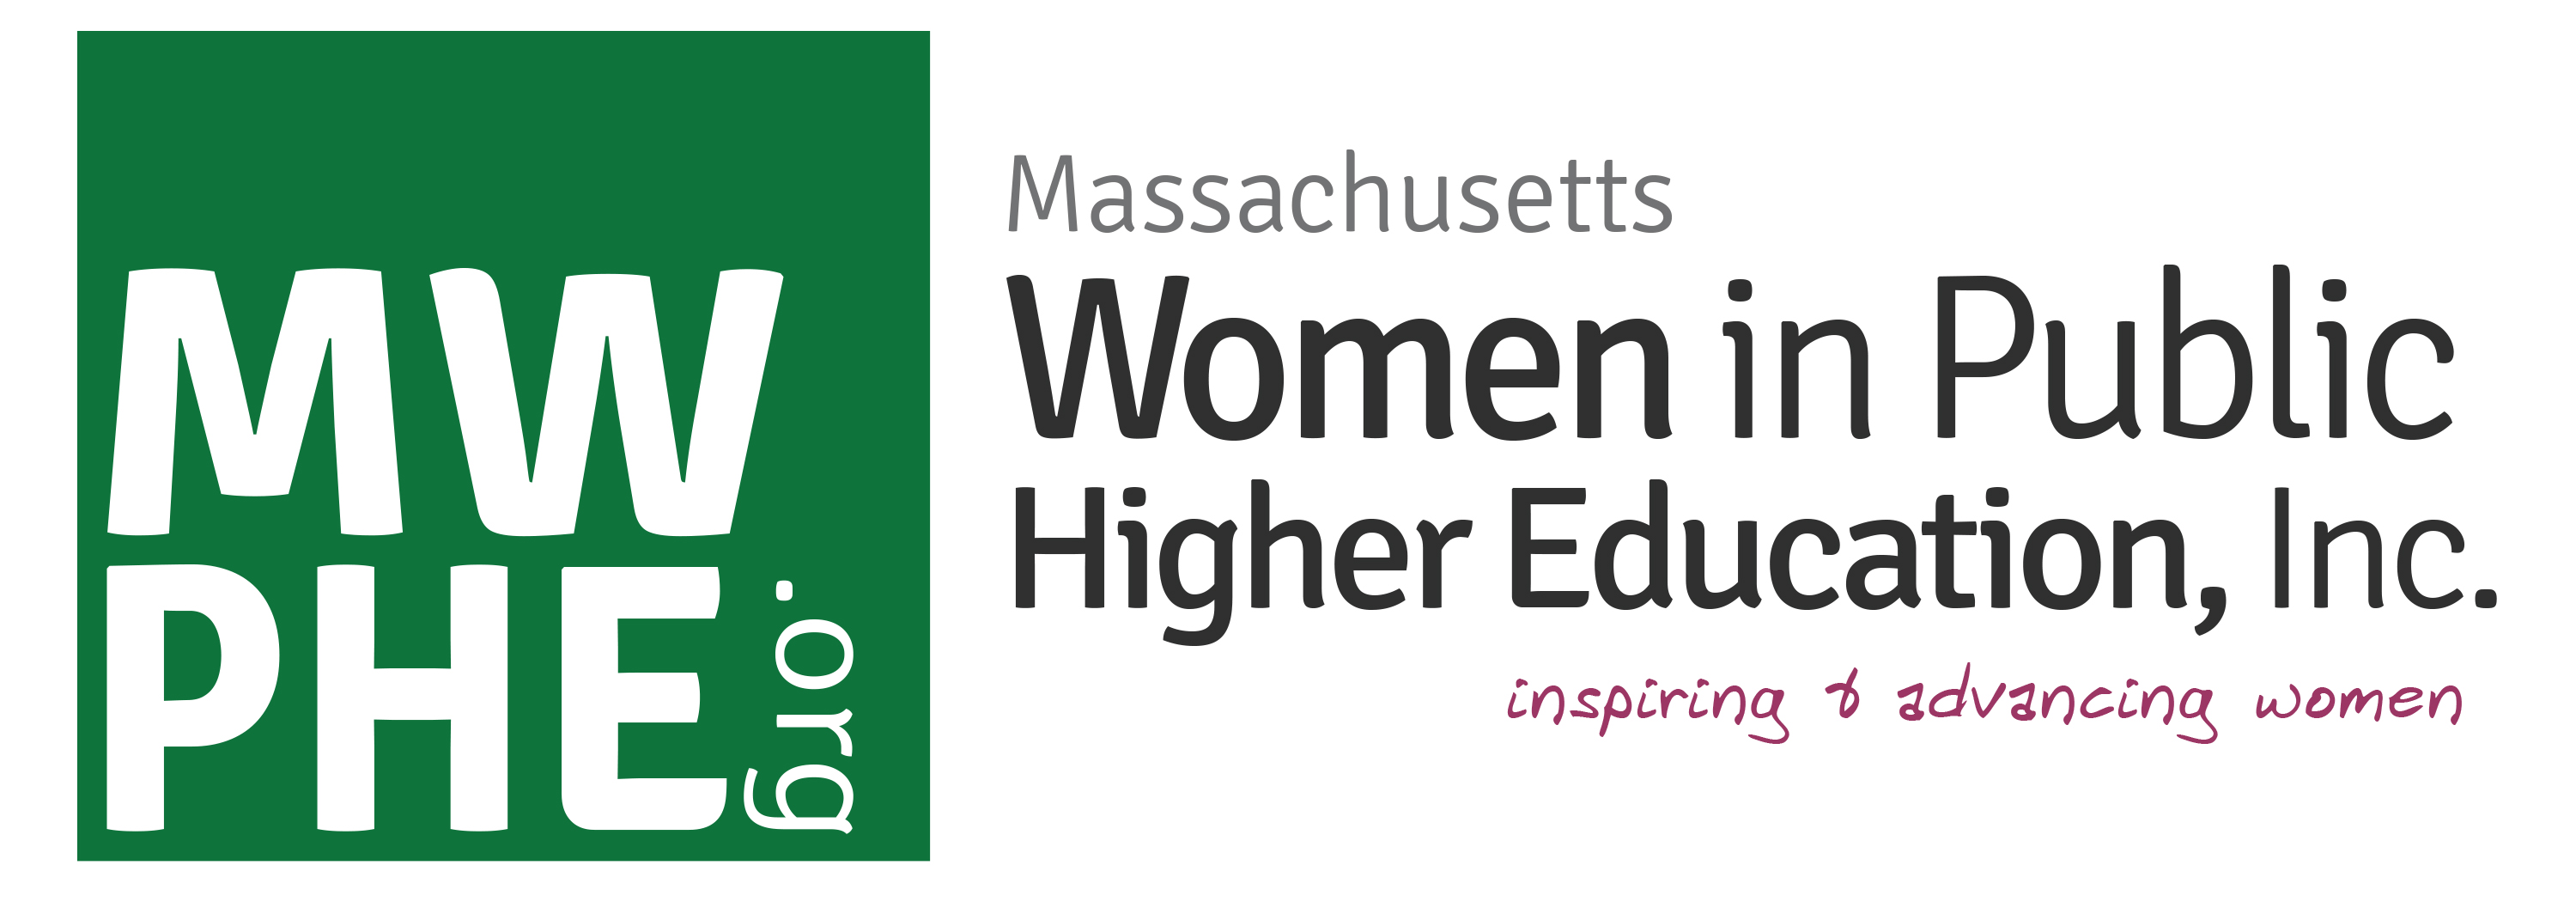 MW
PHE
.org
Massachusetts
Women in Public
Higher Education, Inc.
inspiring & advancing women